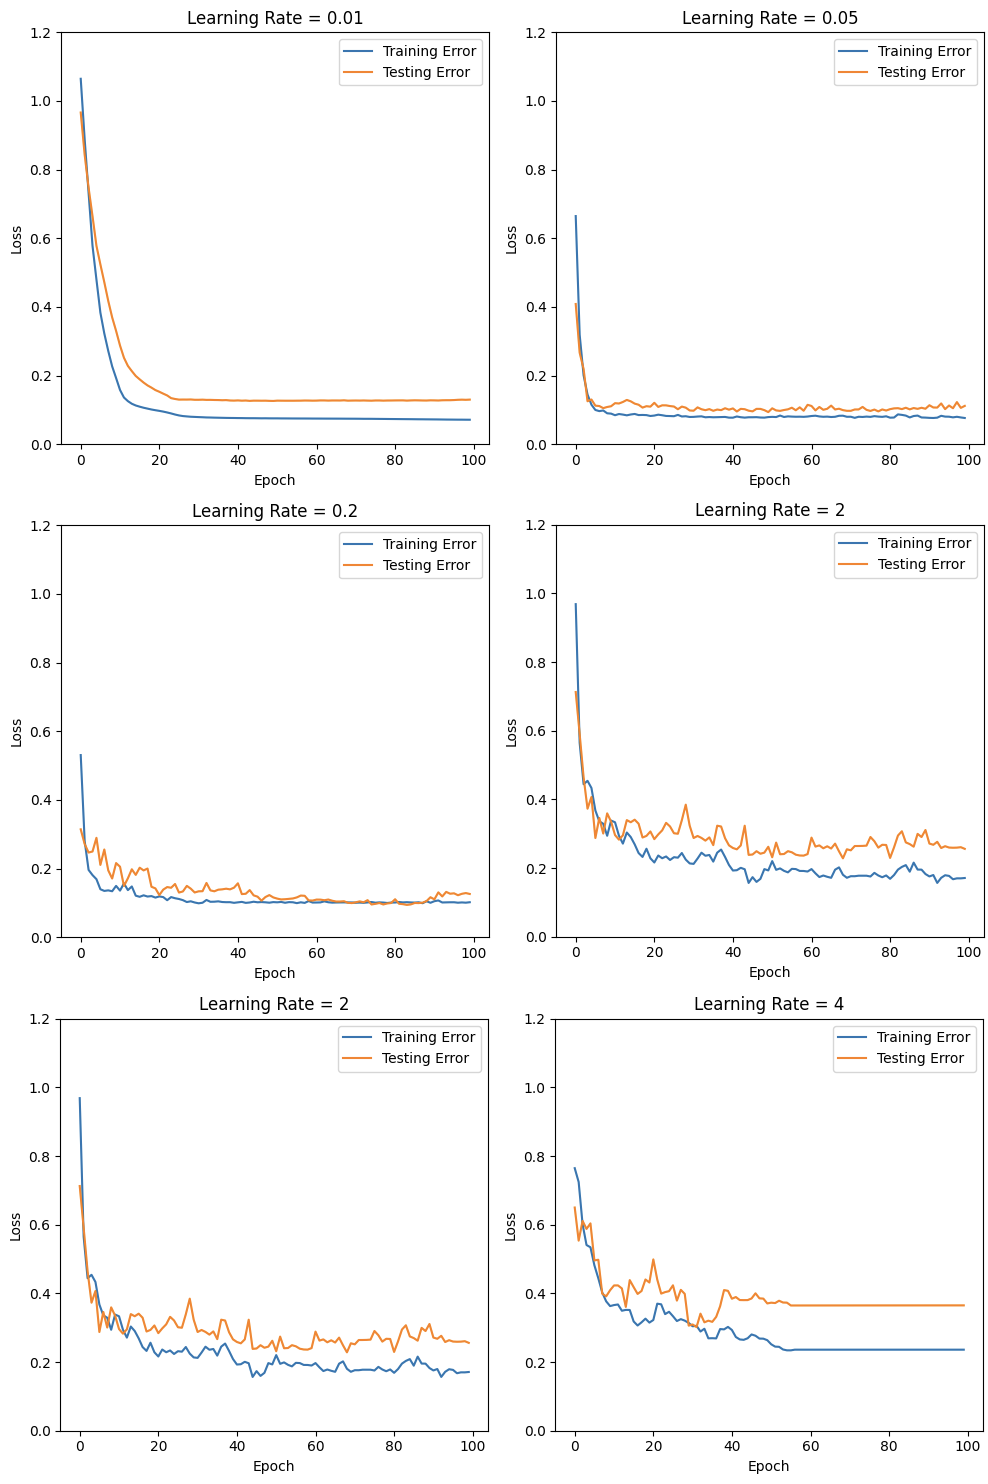 Learning Rate = 0.01
Training Error
Testing Error
1.2
1.0
0.8
0.6
0.4
0.2
0.0
Loss
0 20 40 60 80 100
Epoch
Learning Rate = 0.05
Training Error
Testing Error
1.2
1.0
0.8
0.6
0.4
0.2
0.0
Loss
0 20 40 60 80 100
Epoch
Learning Rate = 0.2
Training Error
Testing Error
1.2
1.0
0.8
0.6
0.4
0.2
0.0
Loss
0 20 40 60 80 100
Epoch
Learning Rate = 2
Training Error
Testing Error
1.2
1.0
0.8
0.6
0.4
0.2
0.0
Loss
0 20 40 60 80 100
Epoch
Learning Rate = 2
Training Error
Testing Error
1.2
1.0
0.8
0.6
0.4
0.2
0.0
Loss
0 20 40 60 80 100
Epoch
Learning Rate = 4
Training Error
Testing Error
1.2
1.0
0.8
0.6
0.4
0.2
0.0
Loss
0 20 40 60 80 100
Epoch